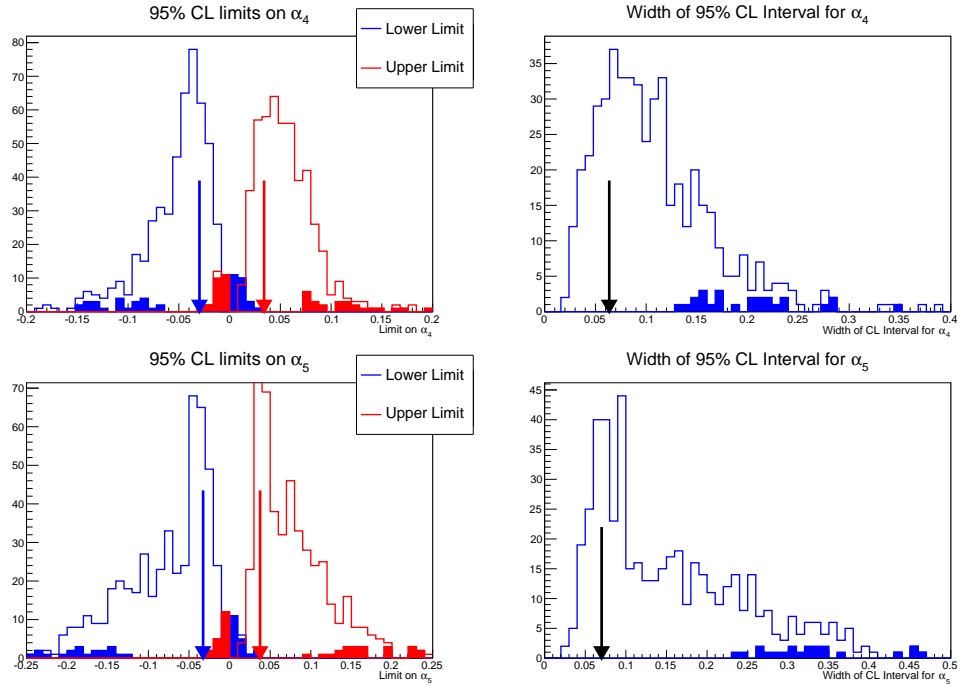 95% CL limits on α4
Lower Limit
Upper Limit
80
70
60
50
40
30
20
10
0
-0.2 -0.15 -0.1 -0.05 0 0.05 0.1 0.15 0.2
Limit on α4
Width of 95% CL Interval for α4
35
30
25
20
15
10
5
0
0 0.05 0.1 0.15 0.2 0.25 0.3 0.35 0.4
Width of CL Interval for α4
95% CL limits on α5
Lower Limit
Upper Limit
70
60
50
40
30
20
10
0
-0.25 -0.2 -0.15 -0.1 -0.05 0 0.05 0.1 0.15 0.2 0.25
Limit on α5
Width of 95% CL Interval for α5
45
40
35
30
25
20
15
10
5
0
0 0.05 0.1 0.15 0.2 0.25 0.3 0.35 0.4 0.45 0.5
Width of CL Interval for α5